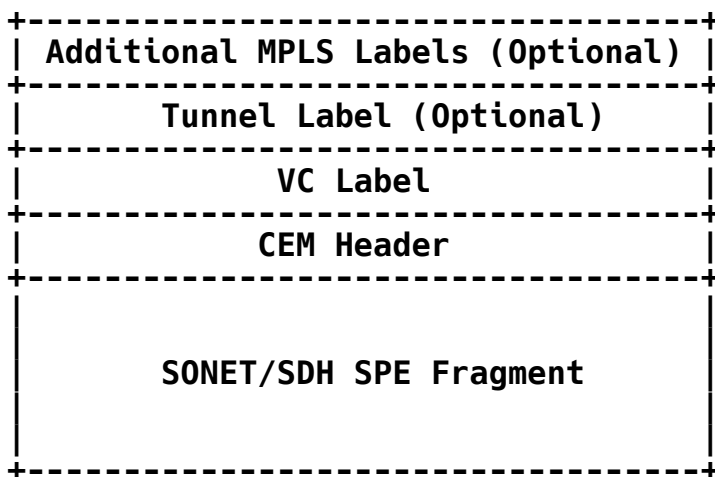 Additional MPLS Labels (Optional)
Tunnel Label (Optional)
VC Label
CEM Header
SONET/SDH SPE Fragment